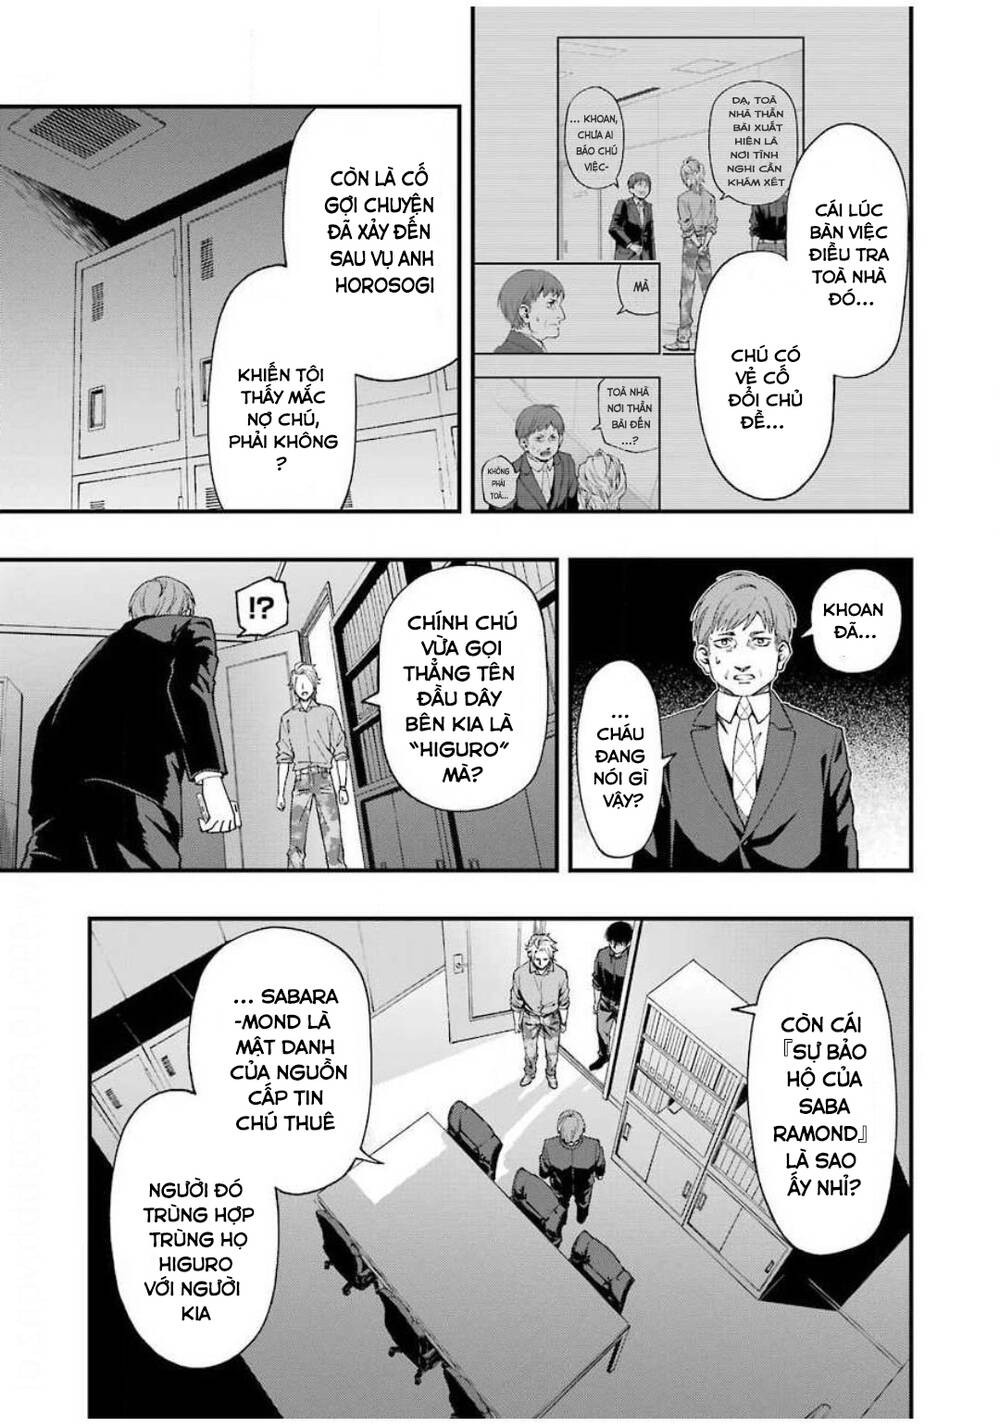 DẠ, TOÀ
NHÀ THẦN
BÀI XUẤT
HIỆN LÀ
NƠI TÌNH
NGHI CẦN
KHÁM XÉT
... KHOAN,
CHƯA AI
BẢO CHÚ
VIỆC-
CÁI LÚC
BÀN VIỆC
ĐIỀU TRA
TOÀ NHÀ
ĐÓ...
MÀ
CHÚ CÓ
VẺ CỐ
ĐỔI CHỦ
ĐỀ...
TOÀ NHÀ
NƠI THẦN
BÀI ĐẾN
...?
KHÔNG
PHẢI
TOÀ...
CÒN LÀ CỐ
GỢI CHUYỆN
ĐÃ XẢY ĐẾN
SAU VỤ ANH
HOROSOGI
KHIẾN TÔI
THẤY MẮC
NỢ CHÚ,
PHẢI KHÔNG
?
KHOAN
ĐÃ...
...
CHÁU
ĐANG
NÓI GÌ
VẬY?
CHÍNH CHÚ
VỪA GỌI
THẲNG TÊN
ĐẦU DÂY
BÊN KIA LÀ
"HIGURO"
MÀ?
!?
CÒN CÁI
『SỰ BẢO
HỘ CỦA
SABA
RAMOND』
LÀ SAO
ẤY NHỈ?
... SABARA
-MOND LÀ
MẬT DANH
CỦA NGUỒN
CẤP TIN
CHÚ THUÊ
NGƯỜI ĐÓ
TRÙNG HỢP
TRÙNG HỌ
HIGURO
VỚI NGƯỜI
KIA